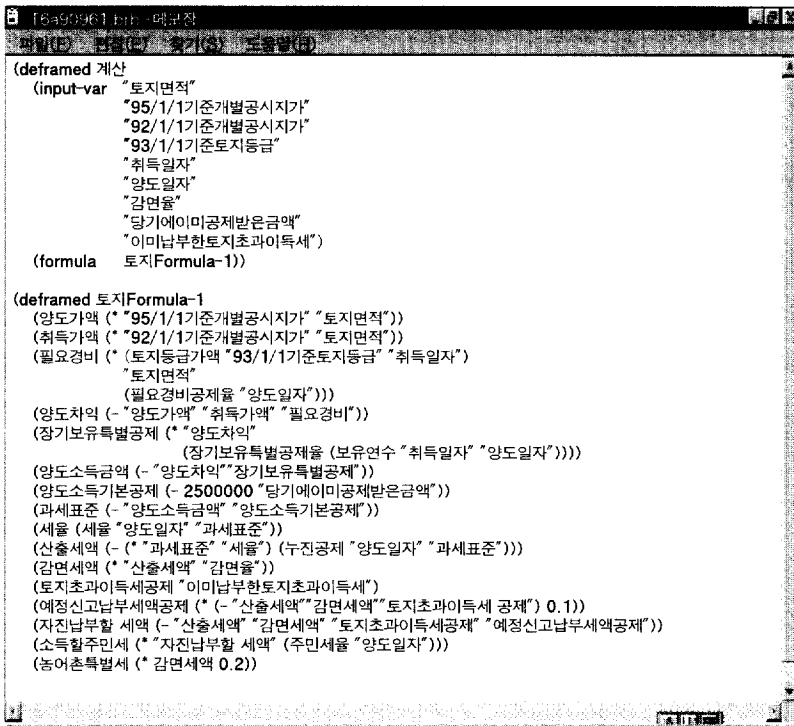 T6a90961.brb - 메모장
파일(F) 편집(E) 찾기(S) 도움말(H)
(deframed 계산
(input-var "토지면적"
"95/1/1기준개별공시지가"
"92/1/1기준개별공시지가"
"93/1/1기준토지등급"
"취득일자"
"양도일자"
"감면율"
"당기에이미공제받은금액"
"이미납부한토지초과이득세")
(formula 토지Formula-1))
(deframed 토지Formula-1
(양도가액 (* "95/1/1기준개별공시지가" "토지면적"))
(취득가액 (* "92/1/1기준개별공시지가" "토지면적"))
(필요경비 (* (토지등급가액 "93/1/1기준토지등급" "취득일자")
"토지면적"
(필요경비공제율 "양도일자")))
(양도차익 (- "양도가액" "취득가액" "필요경비"))
(장기보유특별공제 (* "양도차익"
(장기보유특별공제율 (보유연수 "취득일자" "양도일자"))))
(양도소득금액 (- "양도차익""장기보유특별공제"))
(양도소득기본공제 (- 2500000 "당기에이미공제받은금액"))
(과세표준 (- "양도소득금액" "양도소득기본공제"))
(세율 (세율 "양도일자" "과세표준"))
(산출세액 (- (* "과세표준" "세율") (누진공제 "양도일자" "과세표준")))
(감면세액 (* "산출세액" "감면율"))
(토지초과이득세공제 "이미납부한토지초과이득세")
(예정신고납부세액공제 (* (- "산출세액""감면세액""토지초과이득세 공제") 0.1))
(자진납부할 세액 (- "산출세액" "감면세액" "토지초과이득세공제" "예정신고납부세액공제"))
(소득할주민세 (* "자진납부할 세액" (주민세율 "양도일자")))
(농어촌특별세 (* 감면세액 0.2))